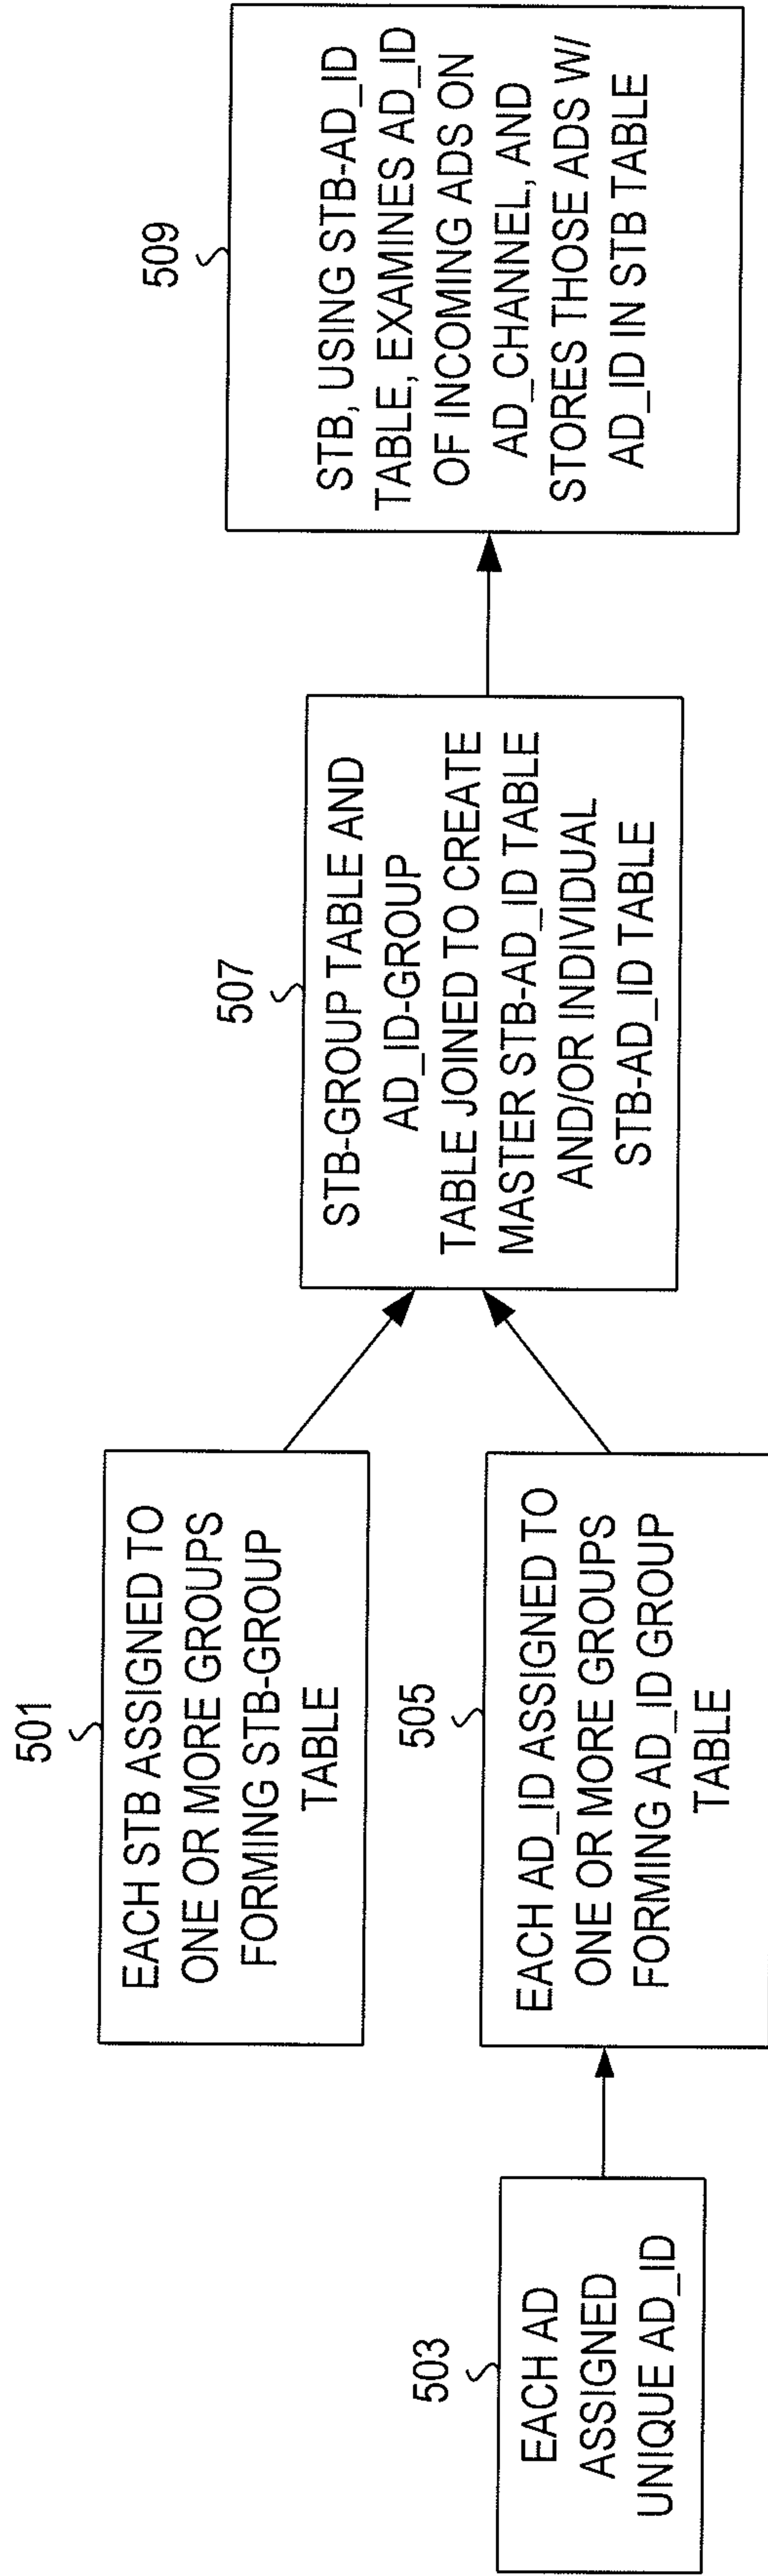 501
EACH STB ASSIGNED TO
ONE OR MORE GROUPS
FORMING STB-GROUP
TABLE
503
EACH AD
ASSIGNED
UNIQUE AD_ID
505
EACH AD_ID ASSIGNED TO
ONE OR MORE GROUPS
FORMING AD_ID GROUP
TABLE
507
STB-GROUP TABLE AND
AD_ID-GROUP
TABLE JOINED TO CREATE
MASTER STB-AD_ID TABLE
AND/OR INDIVIDUAL
STB-AD_ID TABLE
509
STB, USING STB-AD_ID
TABLE, EXAMINES AD_ID
OF INCOMING ADS ON
AD_CHANNEL, AND
STORES THOSE ADS W/
AD_ID IN STB TABLE